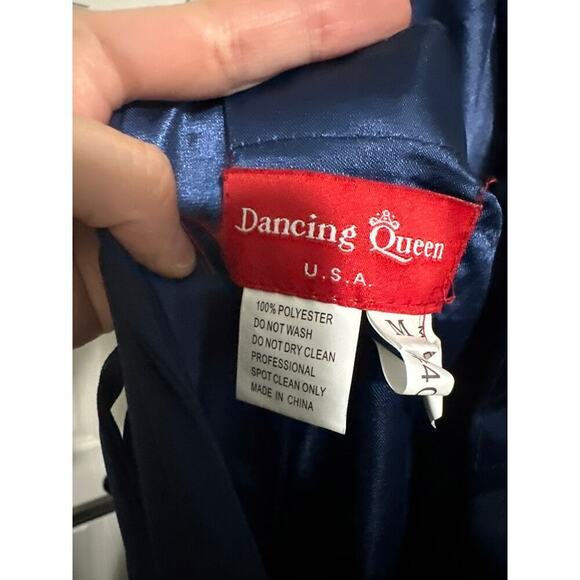 Dancing Queen
U.S.A.
100% POLYESTER
DO NOT WASH
DO NOT DRY CLEAN
PROFESSIONAL
SPOT CLEAN ONLY
MADE IN CHINA
M